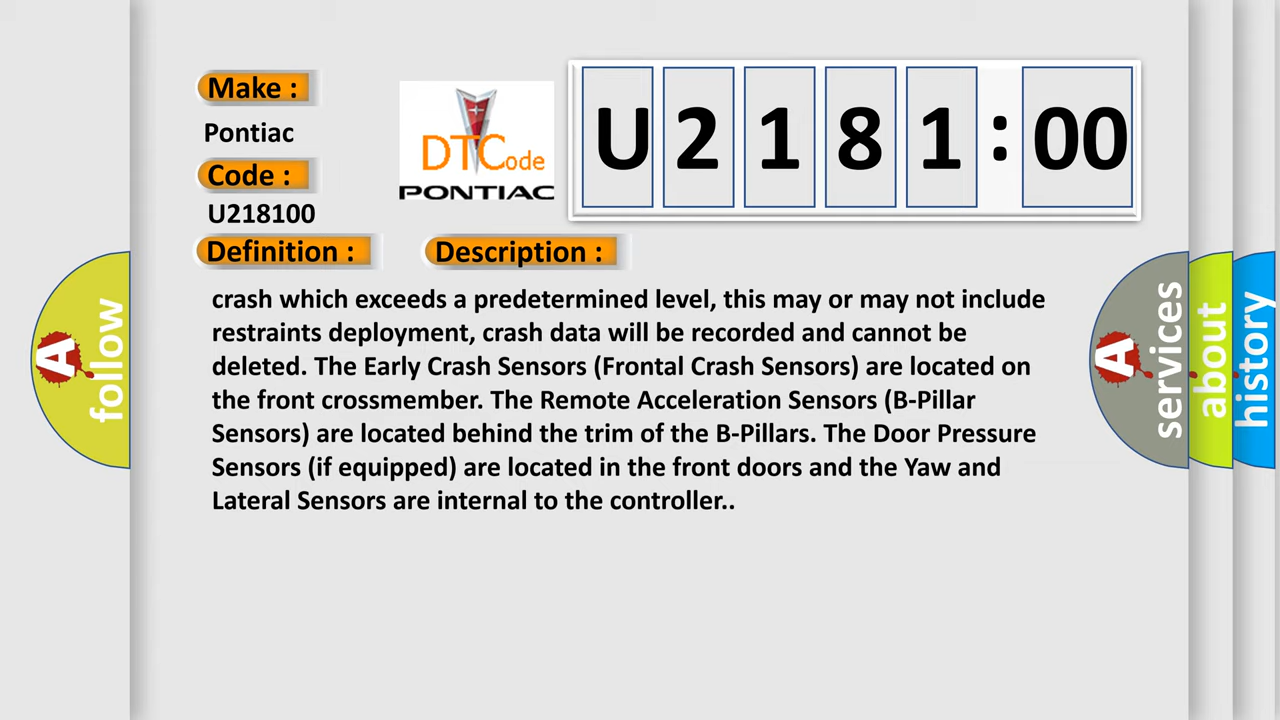 Make :
Pontiac
Code :
U218100
Definition :
Description :
DTCode
PONTIAC
U2181:00
crash which exceeds a predetermined level, this may or may not include
restraints deployment, crash data will be recorded and cannot be
deleted. The Early Crash Sensors (Frontal Crash Sensors) are located on
the front crossmember. The Remote Acceleration Sensors (B-Pillar
Sensors) are located behind the trim of the B-Pillars. The Door Pressure
Sensors (if equipped) are located in the front doors and the Yaw and
Lateral Sensors are internal to the controller..
A follow
A services
about
history